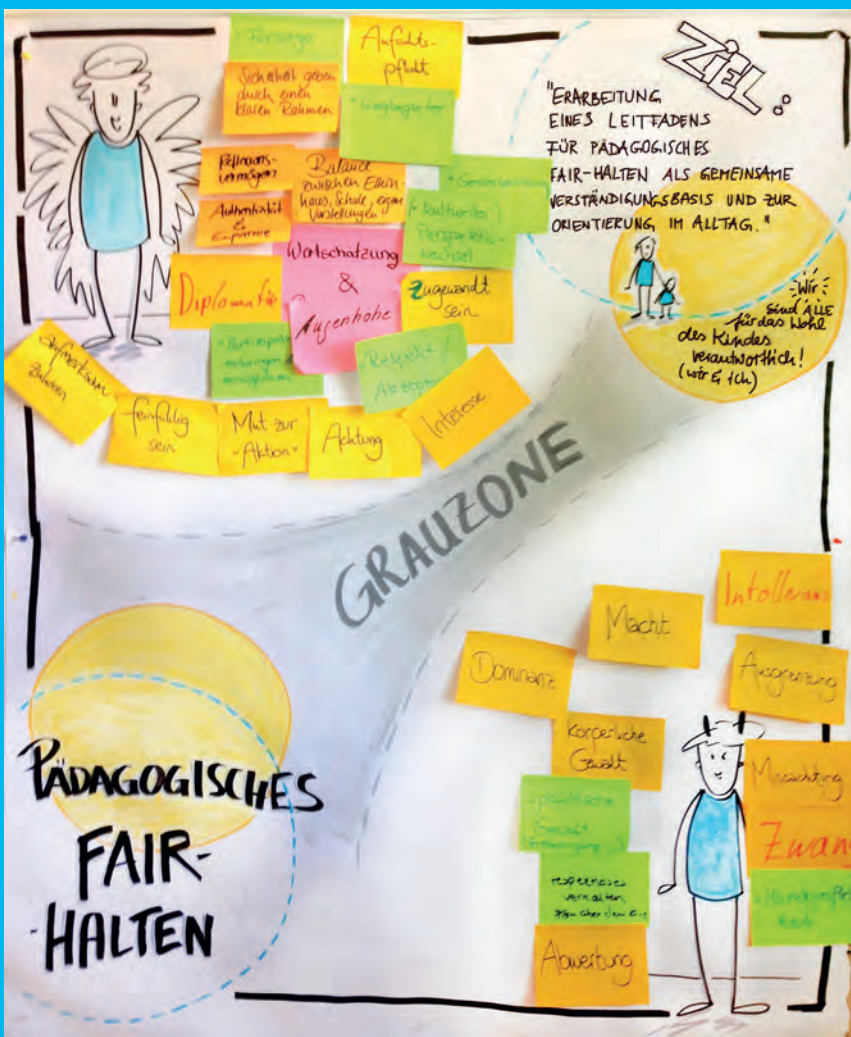 Fürsorge
Aufsichts-
pflicht
Sicherheit geben
durch einen
klaren Rahmen
Reflexions-
vermögen
Balance
zwischen Eltern-
haus, Schule, eigen
Vorstellungen
Authentizität
&
Empathie
Perspektiv-
wechsel
Wertschätzung
&
Augenhöhe
Diplomatie
Zugewandt
sein
Respekt /
Akzeptanz
aufmerksam
zuhören
feinfühlig
sein
Mut zur
"Aktion"
Achtung
Interesse
ZIEL:
"ERARBEITUNG
EINES LEITFADENS
FÜR PÄDAGOGISCHES
FAIR-HALTEN ALS GEMEINSAME
VERSTÄNDIGUNGSBASIS UND ZUR
ORIENTIERUNG IM ALLTAG."
Wir
sind ALLE
für das Wohl
des Kindes
verantwortlich!
(wir & ich)
GRAUZONE
PÄDAGOGISCHES
FAIR-
-HALTEN
Intolleranz
Macht
Dominanz
Ausgrenzung
Körperliche
Gewalt
Missachtung
Gewalt
Zwang
respektloses
verhalten
Abwertung